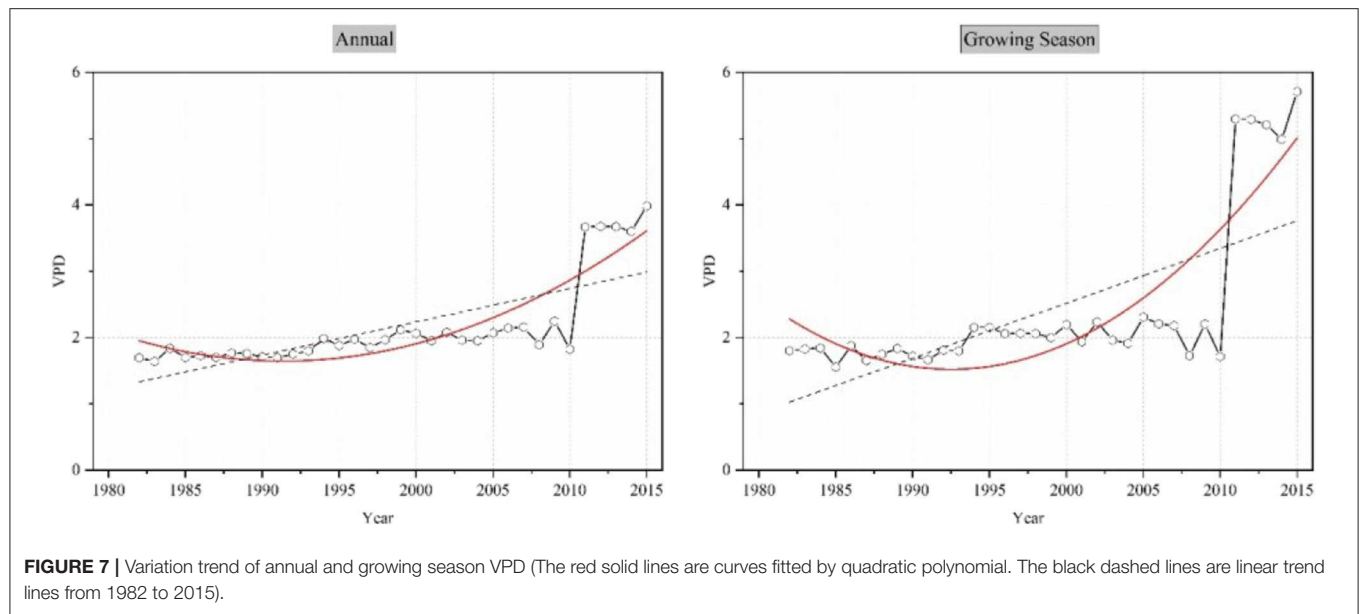 Annual
Growing Season
6
4
2
0
VPD
1980 1985 1990 1995 2000 2005 2010 2015
Year
6
4
2
0
VPD
1980 1985 1990 1995 2000 2005 2010 2015
Year
FIGURE 7 | Variation trend of annual and growing season VPD (The red solid lines are curves fitted by quadratic polynomial. The black dashed lines are linear trend
lines from 1982 to 2015).